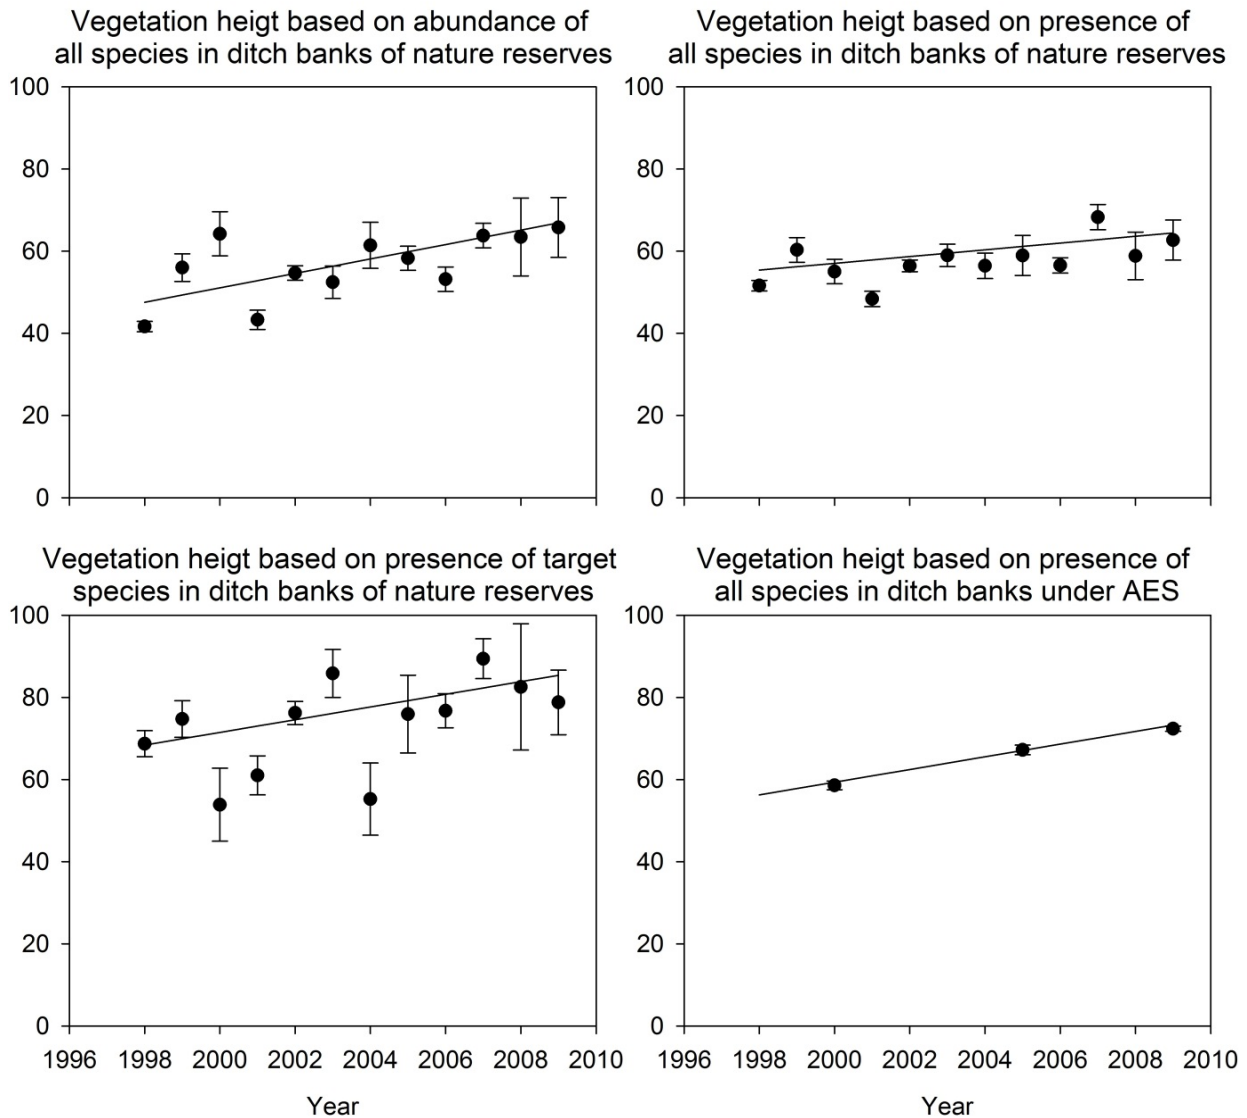 Vegetation heigt based on abundance of
all species in ditch banks of nature reserves
Vegetation heigt based on presence of
all species in ditch banks of nature reserves
100
80
60
40
20
0
100
80
60
40
20
0
Vegetation heigt based on presence of target
species in ditch banks of nature reserves
Vegetation heigt based on presence of
all species in ditch banks under AES
100
80
60
40
20
0
1996 1998 2000 2002 2004 2006 2008 2010
Year
100
80
60
40
20
0
1996 1998 2000 2002 2004 2006 2008 2010
Year